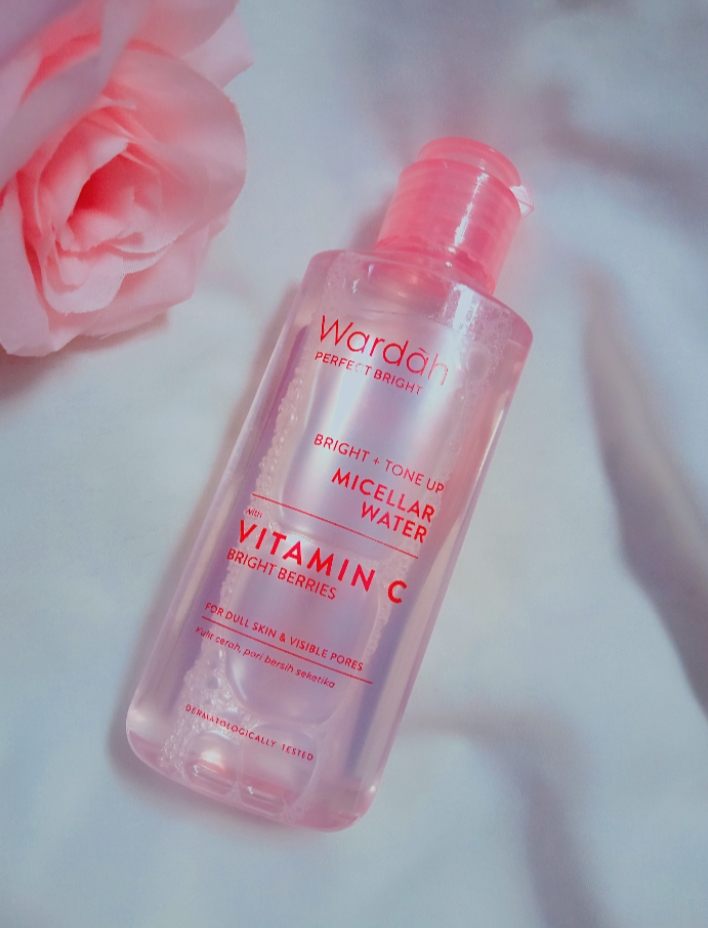 Wardàh
PERFECT BRIGHT
BRIGHT + TONE UP
MICELLAR
WATER
with
VITAMIN C
BRIGHT BERRIES
FOR DULL SKIN & VISIBLE PORES
Kulit cerah, pori bersih seketika
DERMATOLOGICALLY TESTED